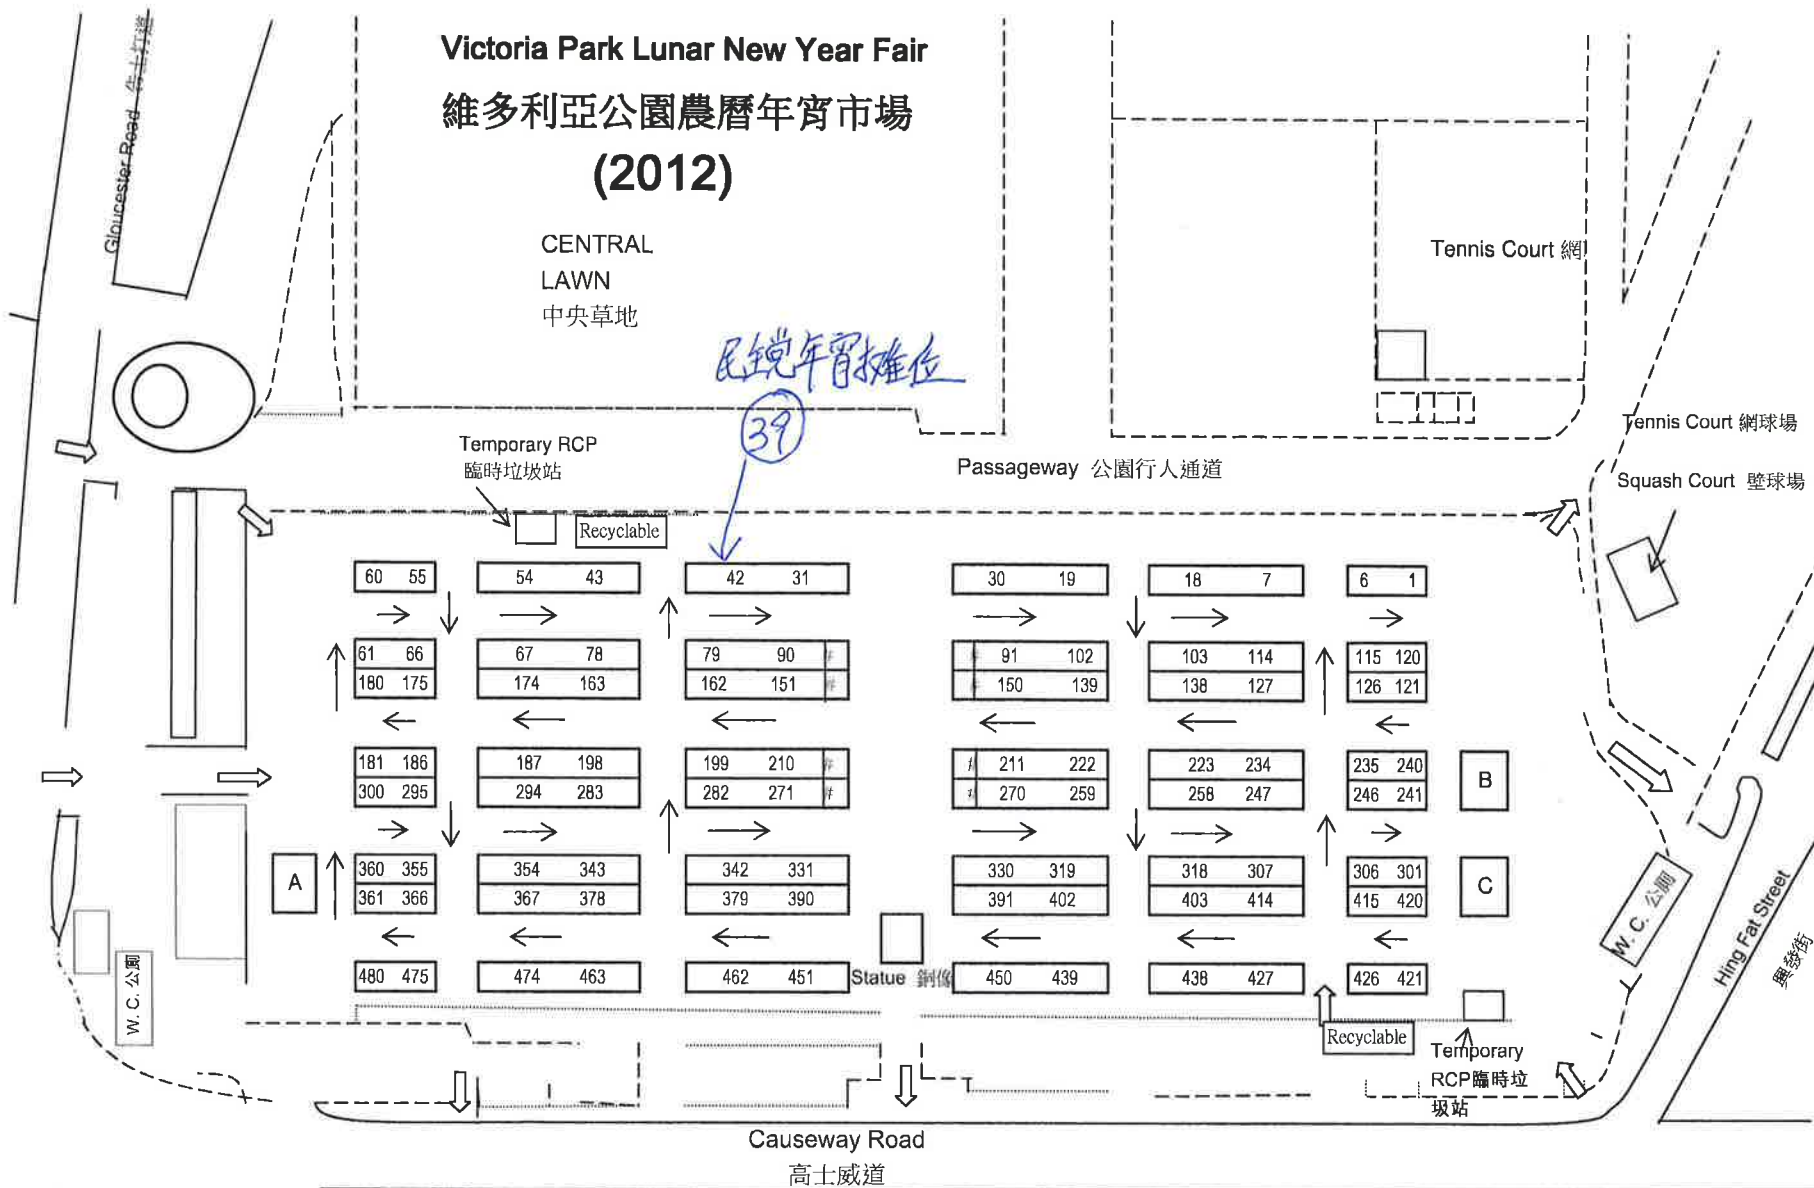 Victoria Park Lunar New Year Fair
維多利亞公園農曆年宵市場
(2012)
Gloucester Road 告士打道
CENTRAL
LAWN
中央草地
Tennis Court 網
民主党年宵攤位
39
Temporary RCP
臨時垃圾站
Passageway 公園行人通道
Tennis Court 網球場
Squash Court 壁球場
Recyclable
60 55 54 43 42 31 30 19 18 7 6 1
61 66 67 78 79 90 # # 91 102 103 114 115 120
180 175 174 163 162 151 # # 150 139 138 127 126 121
181 186 187 198 199 210 # # 211 222 223 234 235 240
B
300 295 294 283 282 271 # # 270 259 258 247 246 241
360 355 354 343 342 331 330 319 318 307 306 301
A C
361 366 367 378 379 390 391 402 403 414 415 420
W. C. 公廁
W. C. 公廁
Hing Fat Street
興發街
480 475 474 463 462 451 Statue 銅像 450 439 438 427 426 421
Recyclable
Temporary
RCP臨時垃
圾站
Causeway Road
高士威道